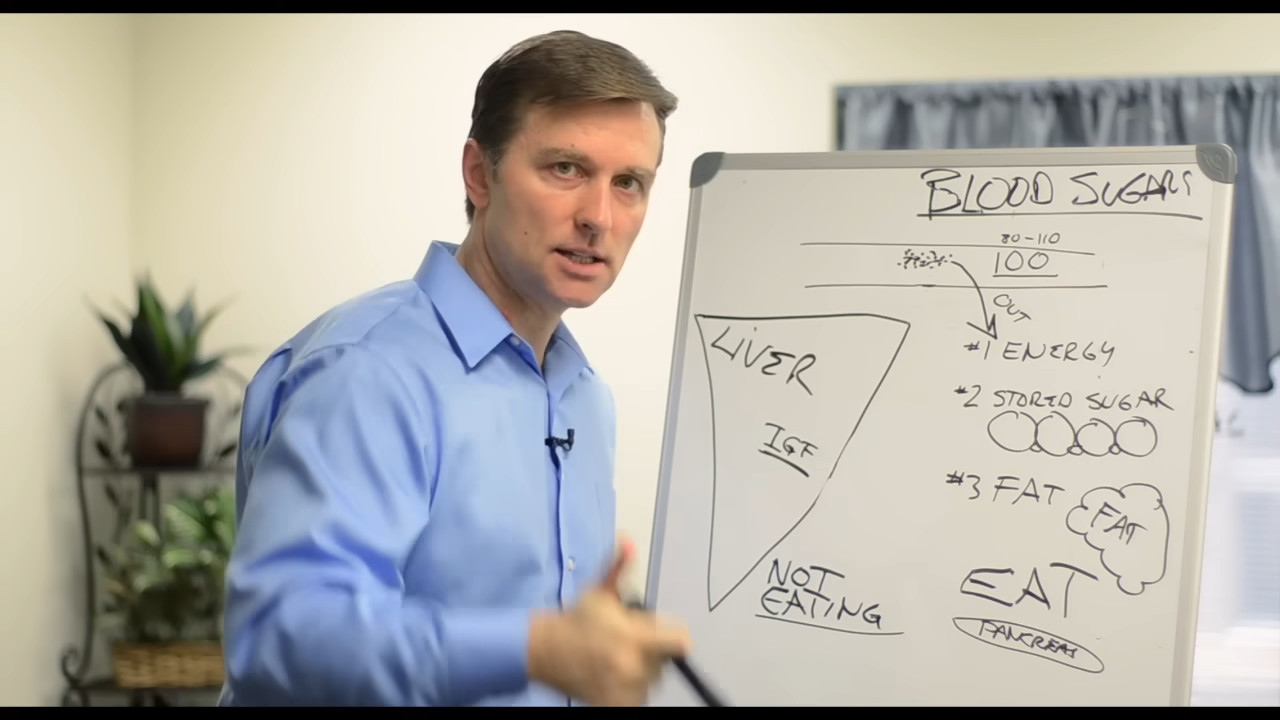 BLOOD SUGARS
80-110
100
OUT
#1 ENERGY
#2 STORED SUGAR
#3 FAT
FAT
EAT
PANCREAS
LIVER
IGF
NOT
EATING